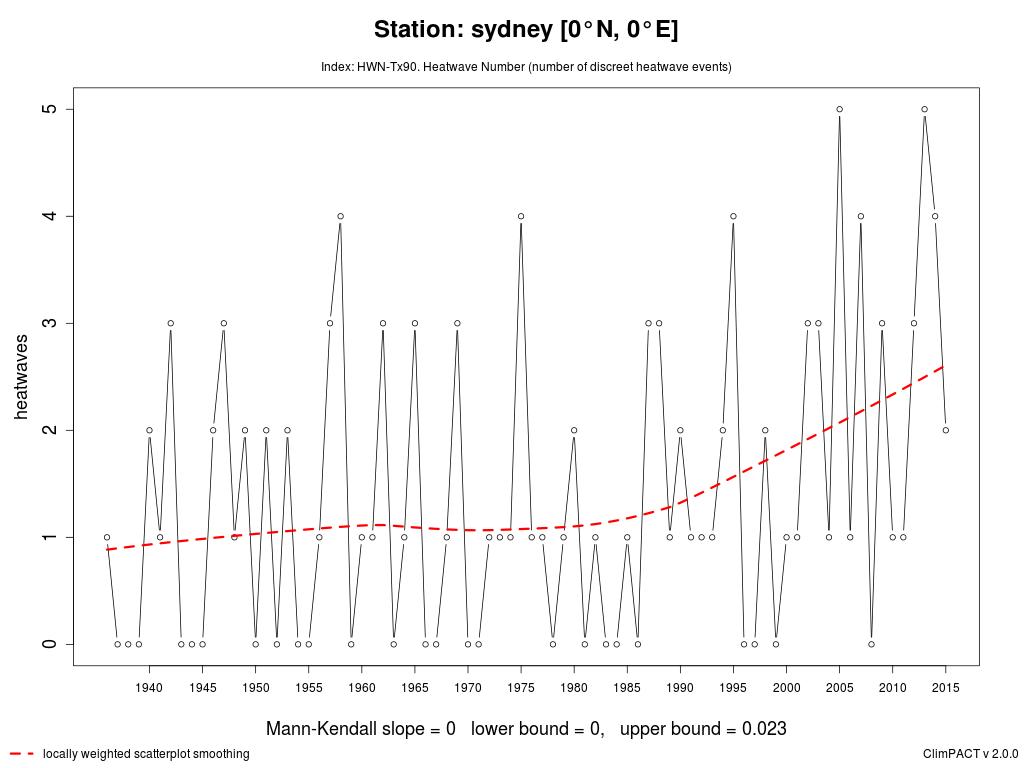 Station: sydney [0°N, 0°E]
Index: HWN-Tx90. Heatwave Number (number of discreet heatwave events)
heatwaves
5
4
3
2
1
0
1940 1945 1950 1955 1960 1965 1970 1975 1980 1985 1990 1995 2000 2005 2010 2015
Mann-Kendall slope = 0 lower bound = 0, upper bound = 0.023
locally weighted scatterplot smoothing
ClimPACT v 2.0.0